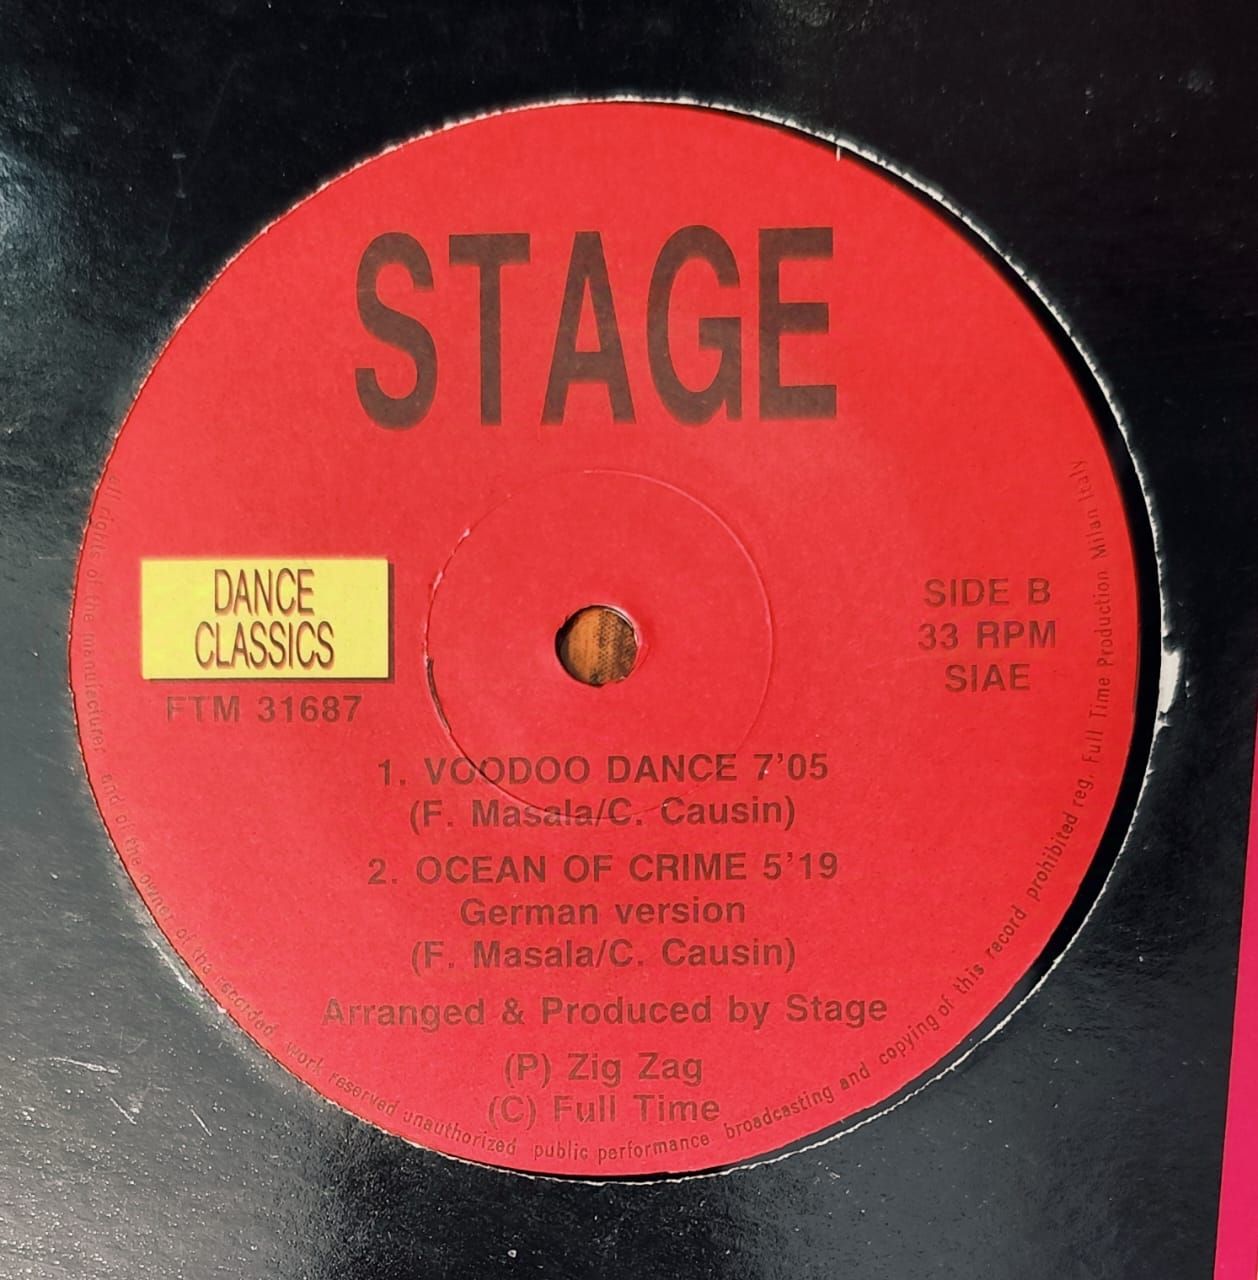 STAGE
DANCE
CLASSICS
FTM 31687
SIDE B
33 RPM
SIAE
1. VOODOO DANCE 7'05
(F. Masala/C. Causin)
2. OCEAN OF CRIME 5'19
German version
(F. Masala/C. Causin)
Arranged & Produced by Stage
(P) Zig Zag
(C) Full Time
all rights of the manufacturer and of the owner of the recorded work reserved unauthorized public performance broadcasting and copying of this record prohibited reg. Full Time Production Milan Italy